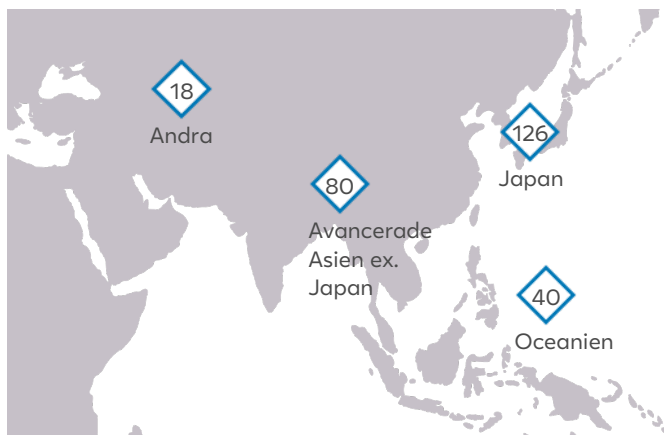 18
Andra
126
Japan
80
Avancerade
Asien ex.
Japan
40
Oceanien